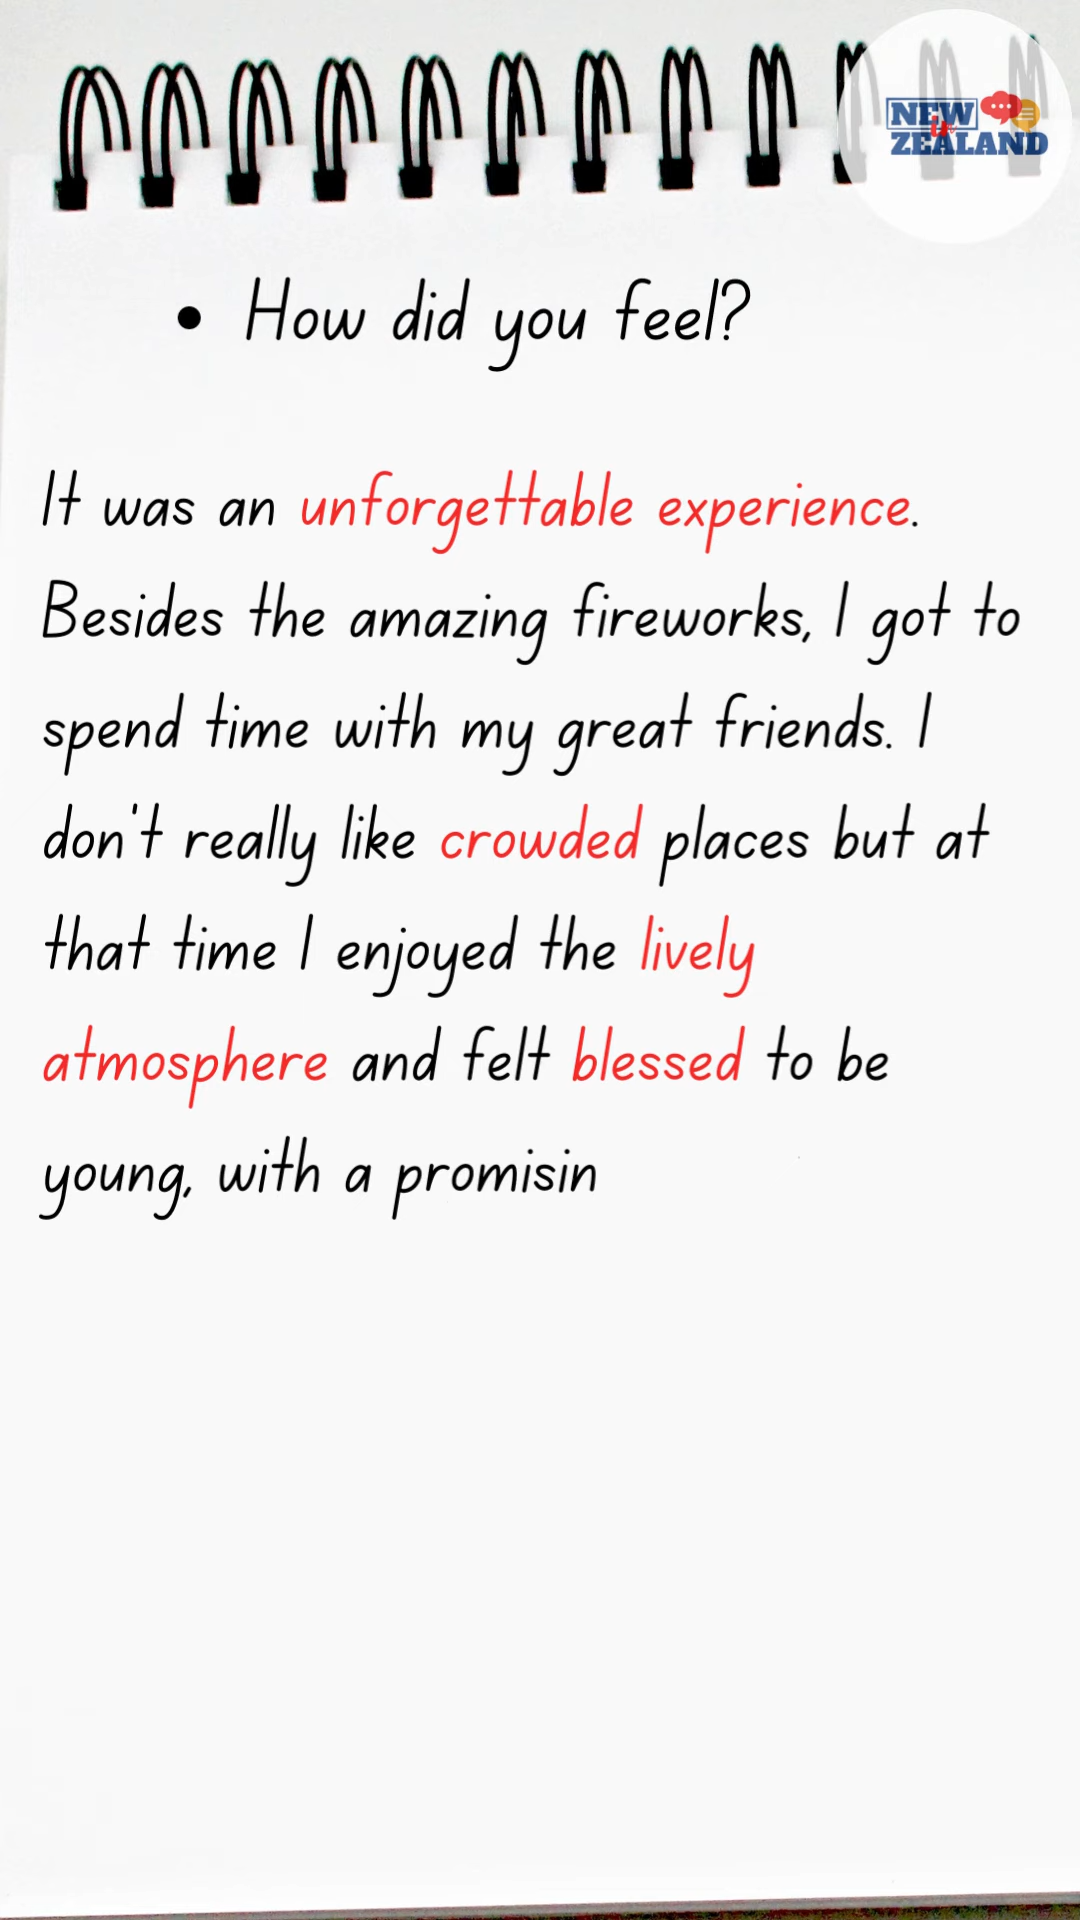 NEW
in
ZEALAND
• How did you feel?
It was an unforgettable experience.
Besides the amazing fireworks, I got to
spend time with my great friends. I
don't really like crowded places but at
that time I enjoyed the lively
atmosphere and felt blessed to be
young, with a promisin